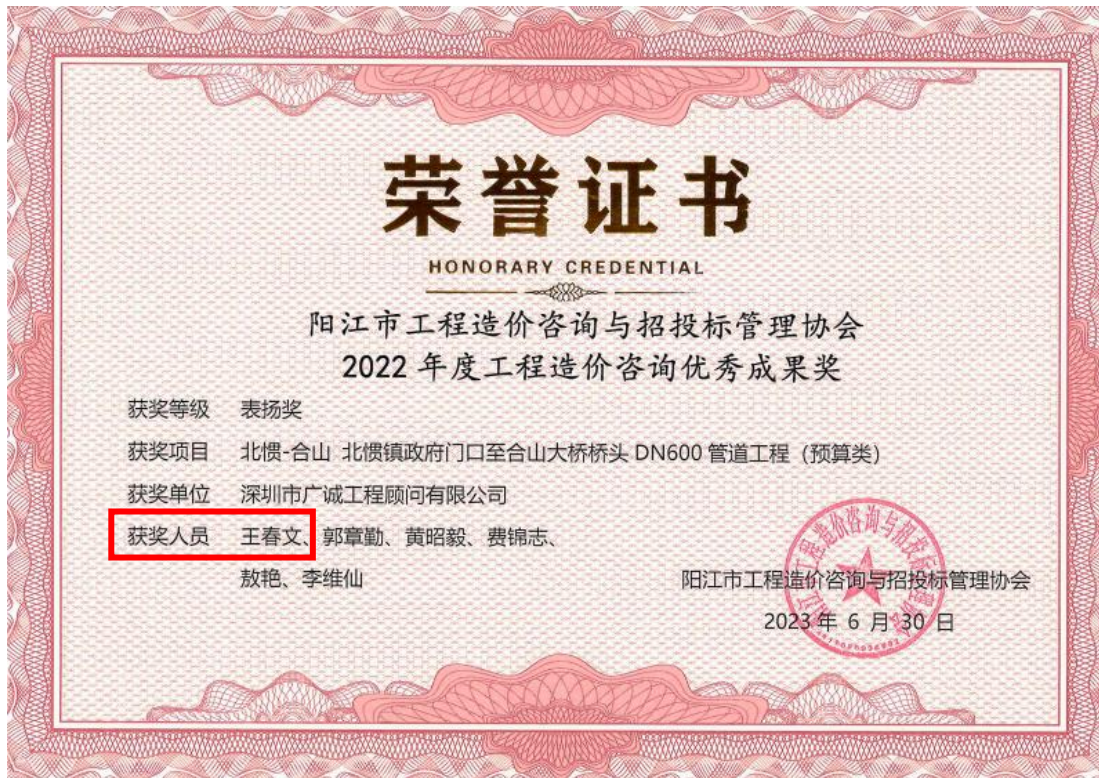 荣誉证书
HONORARY CREDENTIAL
阳江市工程造价咨询与招投标管理协会
2022 年度工程造价咨询优秀成果奖
获奖等级 表扬奖
获奖项目 北惯-合山 北惯镇政府门口至合山大桥桥头 DN600 管道工程（预算类）
获奖单位 深圳市广诚工程顾问有限公司
获奖人员 王春文、郭章勤、黄昭毅、费锦志、
敖艳、李维仙
阳江市工程造价咨询与招投标管理协会
2023 年 6 月 30 日